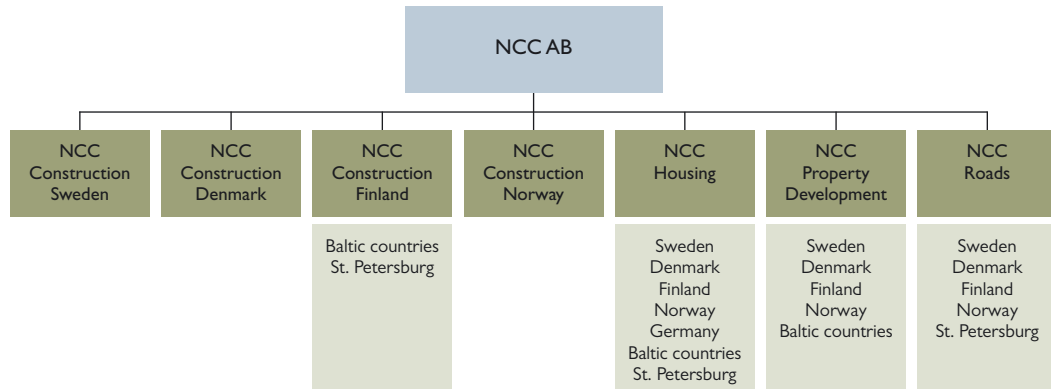 NCC AB
NCC
Construction
Sweden
NCC
Construction
Denmark
NCC
Construction
Finland
NCC
Construction
Norway
NCC
Housing
NCC
Property
Development
NCC
Roads
Baltic countries
St. Petersburg
Sweden
Denmark
Finland
Norway
Germany
Baltic countries
St. Petersburg
Sweden
Denmark
Finland
Norway
Baltic countries
Sweden
Denmark
Finland
Norway
St. Petersburg